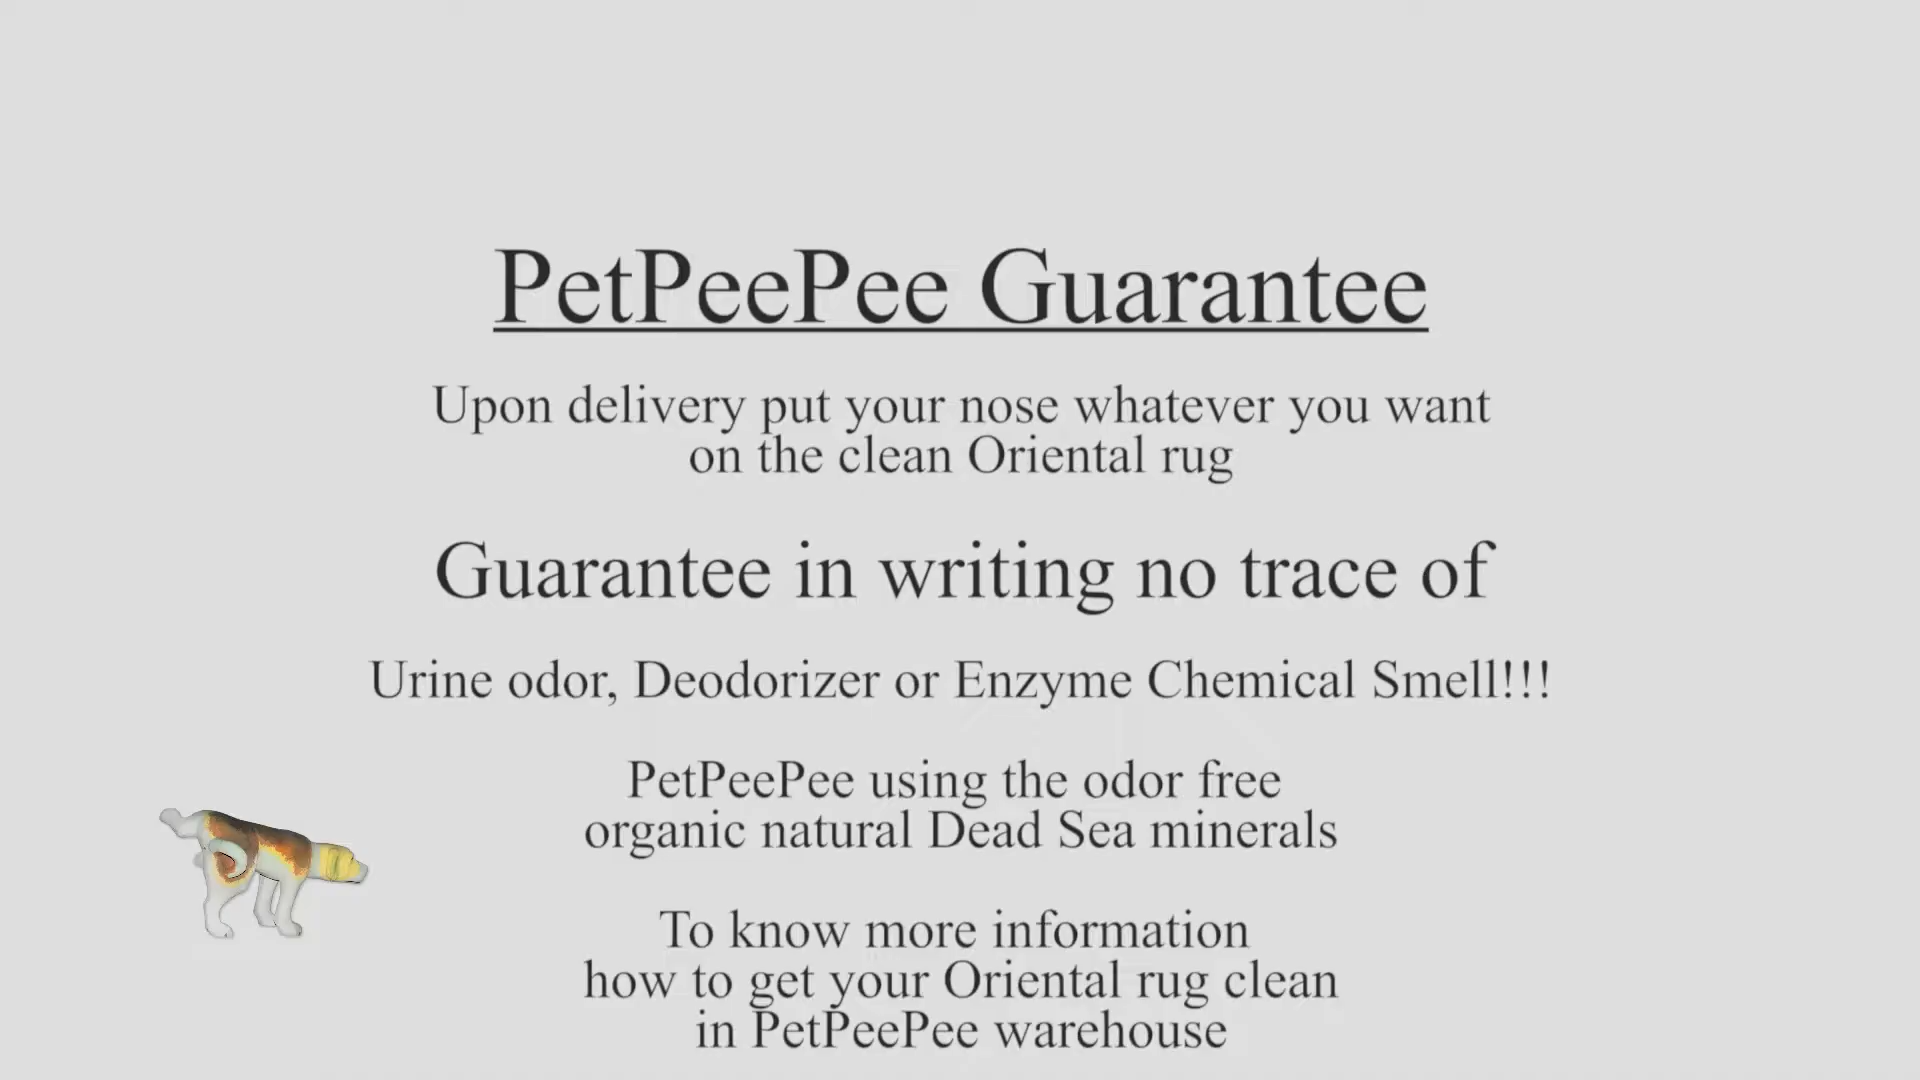 PetPeePee Guarantee
Upon delivery put your nose whatever you want
on the clean Oriental rug
Guarantee in writing no trace of
Urine odor, Deodorizer or Enzyme Chemical Smell!!!
PetPeePee using the odor free
organic natural Dead Sea minerals
To know more information
how to get your Oriental rug clean
in PetPeePee warehouse